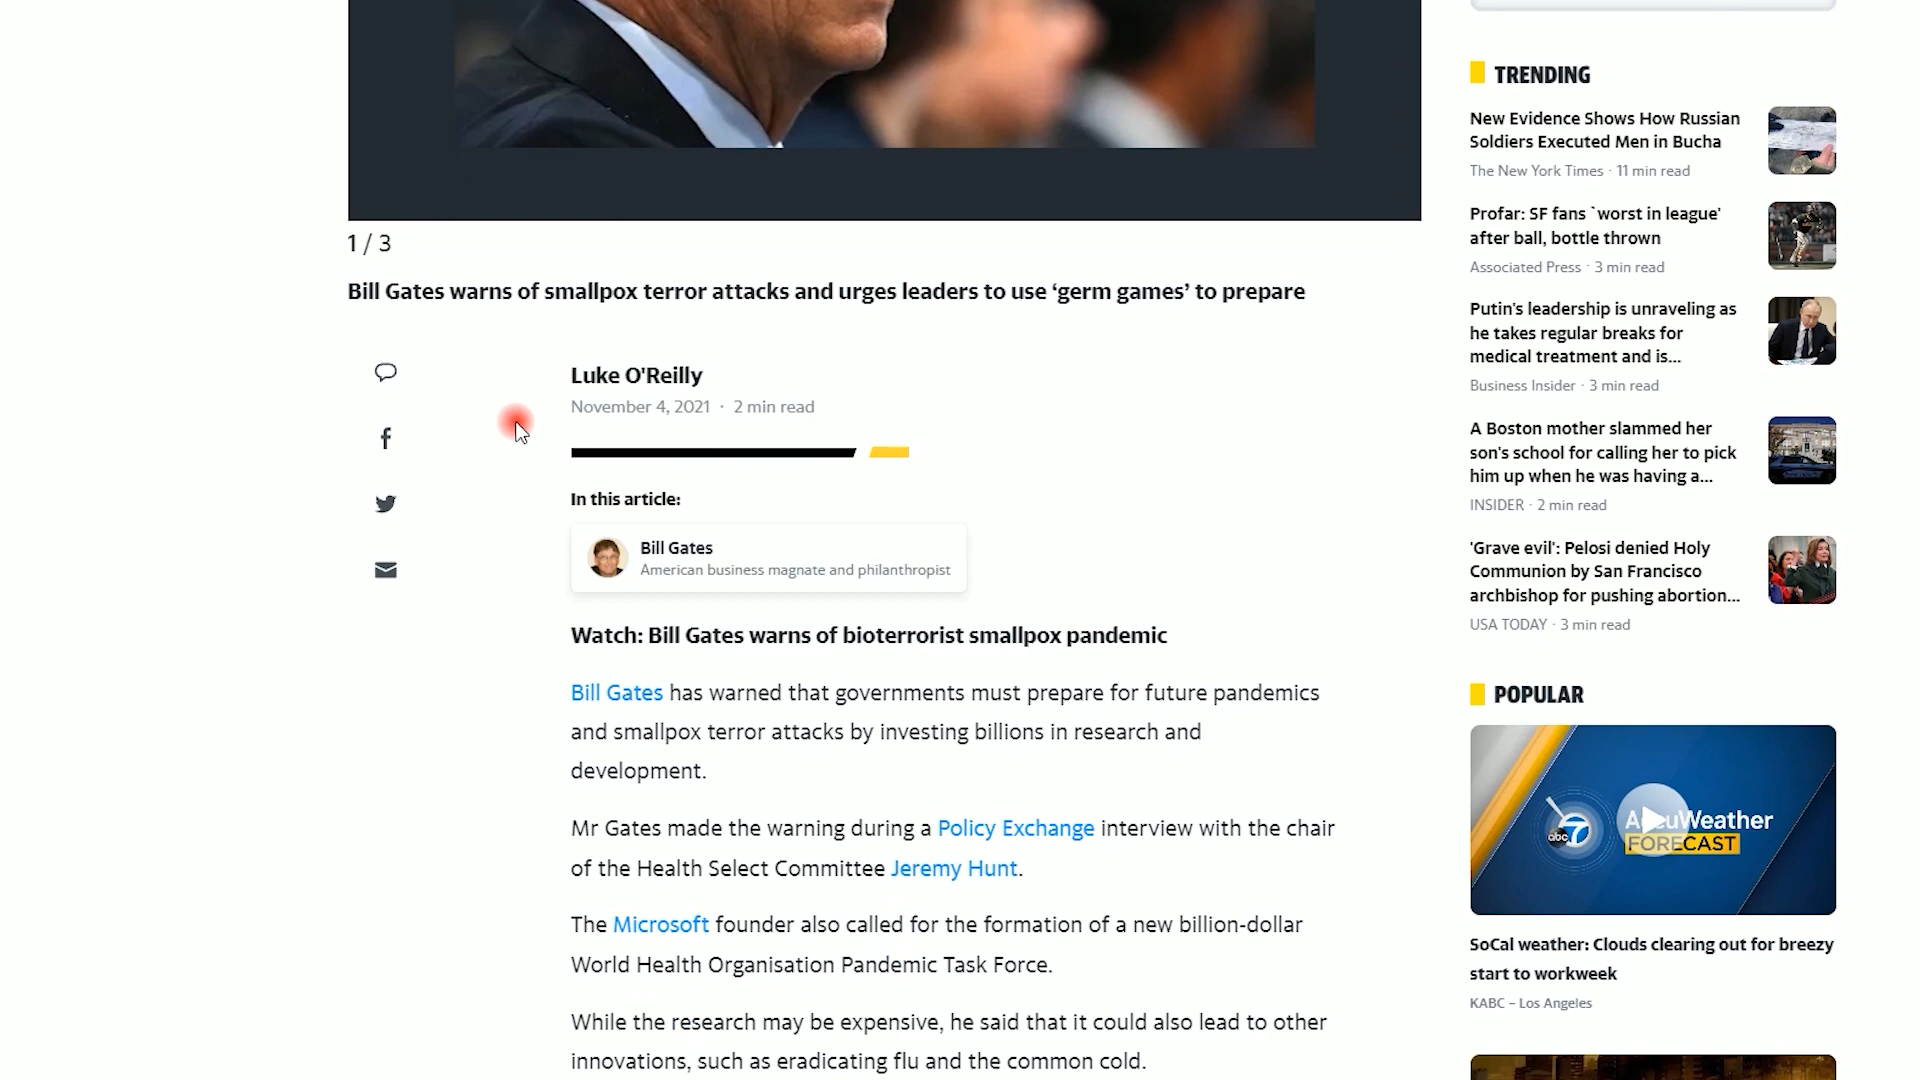 1 / 3
Bill Gates warns of smallpox terror attacks and urges leaders to use ‘germ games’ to prepare
Luke O'Reilly
November 4, 2021 · 2 min read
In this article:
Bill Gates
American business magnate and philanthropist
Watch: Bill Gates warns of bioterrorist smallpox pandemic
Bill Gates has warned that governments must prepare for future pandemics
and smallpox terror attacks by investing billions in research and
development.
Mr Gates made the warning during a Policy Exchange interview with the chair
of the Health Select Committee Jeremy Hunt.
The Microsoft founder also called for the formation of a new billion-dollar
World Health Organisation Pandemic Task Force.
While the research may be expensive, he said that it could also lead to other
innovations, such as eradicating flu and the common cold.
TRENDING
New Evidence Shows How Russian
Soldiers Executed Men in Bucha
The New York Times · 11 min read
Profar: SF fans `worst in league'
after ball, bottle thrown
Associated Press · 3 min read
Putin's leadership is unraveling as
he takes regular breaks for
medical treatment and is...
Business Insider · 3 min read
A Boston mother slammed her
son's school for calling her to pick
him up when he was having a...
INSIDER · 2 min read
'Grave evil': Pelosi denied Holy
Communion by San Francisco
archbishop for pushing abortion...
USA TODAY · 3 min read
POPULAR
abc 7
AccuWeather
FORECAST
SoCal weather: Clouds clearing out for breezy
start to workweek
KABC – Los Angeles